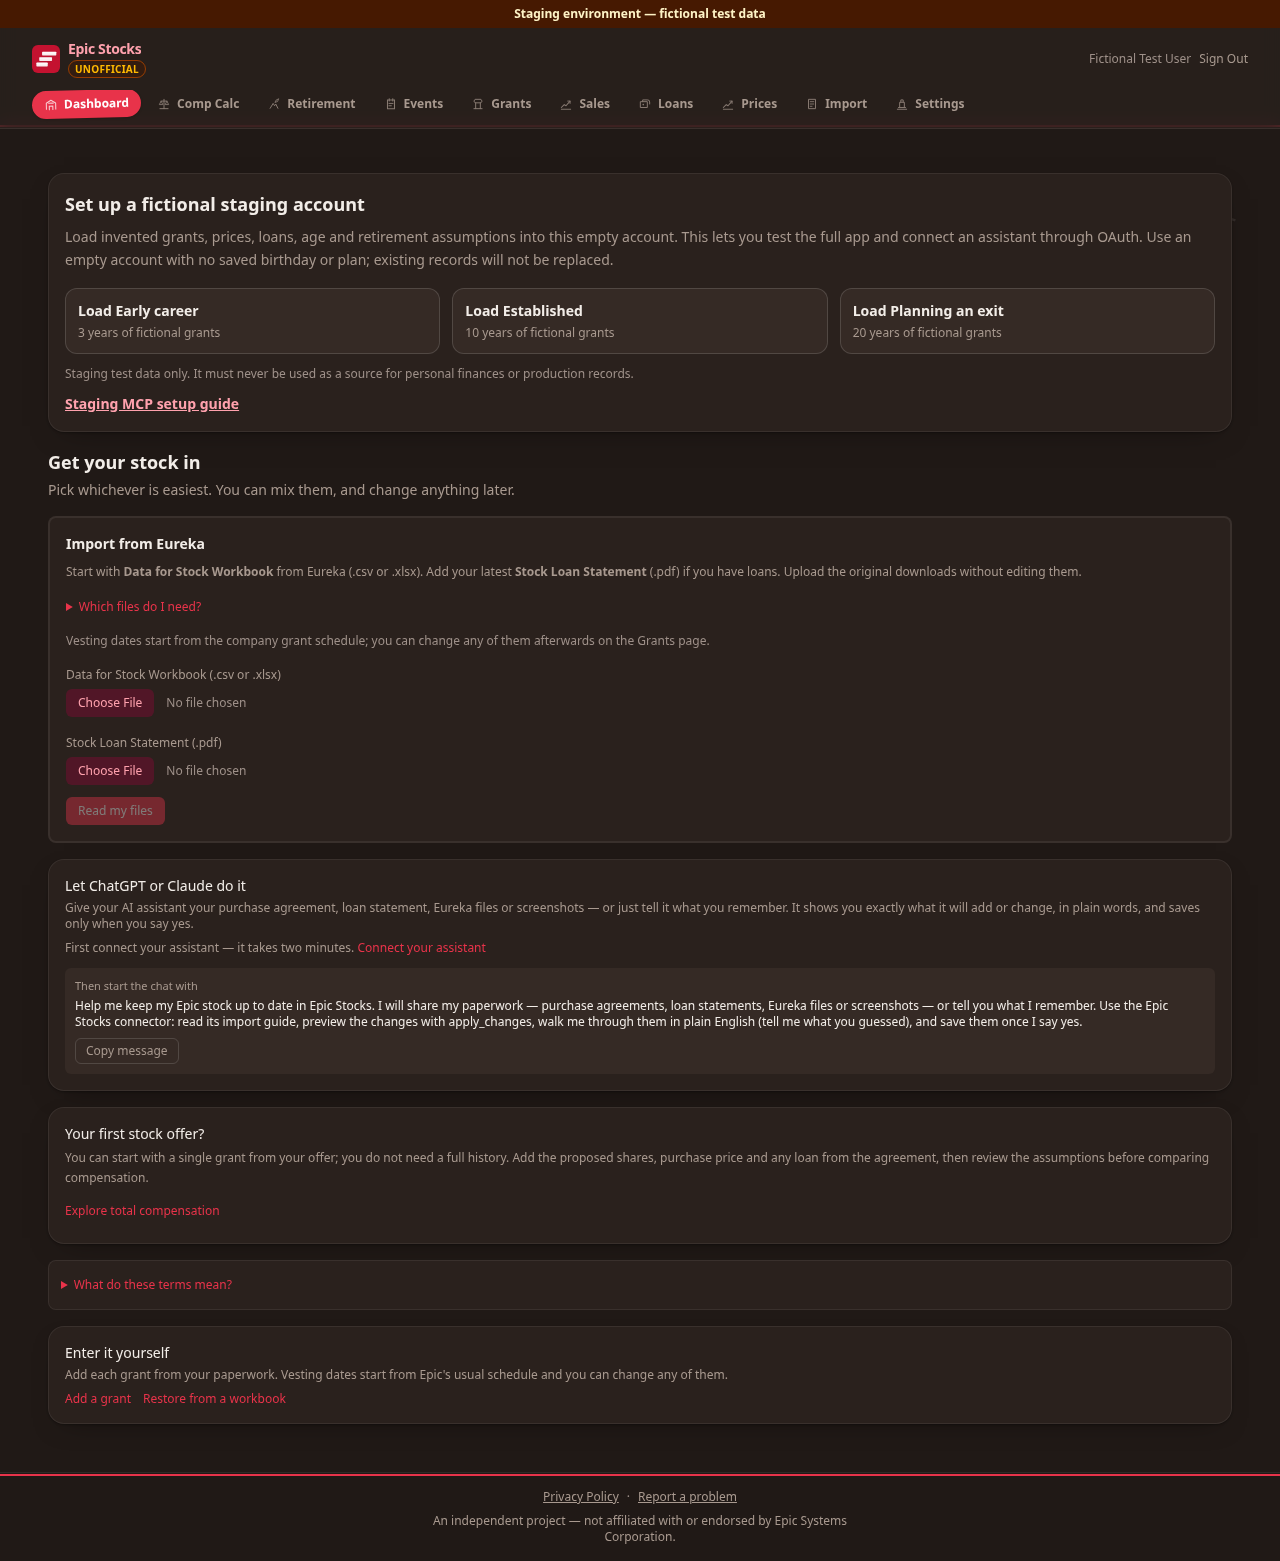 Staging environment — fictional test data
Epic Stocks
UNOFFICIAL
Fictional Test User Sign Out
Dashboard Comp Calc Retirement Events Grants Sales Loans Prices Import Settings
Set up a fictional staging account
Load invented grants, prices, loans, age and retirement assumptions into this empty account. This lets you test the full app and connect an assistant through OAuth. Use an
empty account with no saved birthday or plan; existing records will not be replaced.
Load Early career
3 years of fictional grants
Load Established
10 years of fictional grants
Load Planning an exit
20 years of fictional grants
Staging test data only. It must never be used as a source for personal finances or production records.
Staging MCP setup guide
Get your stock in
Pick whichever is easiest. You can mix them, and change anything later.
Import from Eureka
Start with Data for Stock Workbook from Eureka (.csv or .xlsx). Add your latest Stock Loan Statement (.pdf) if you have loans. Upload the original downloads without editing them.
Which files do I need?
Vesting dates start from the company grant schedule; you can change any of them afterwards on the Grants page.
Data for Stock Workbook (.csv or .xlsx)
Choose File No file chosen
Stock Loan Statement (.pdf)
Choose File No file chosen
Read my files
Let ChatGPT or Claude do it
Give your AI assistant your purchase agreement, loan statement, Eureka files or screenshots — or just tell it what you remember. It shows you exactly what it will add or change, in plain words, and saves
only when you say yes.
First connect your assistant — it takes two minutes. Connect your assistant
Then start the chat with
Help me keep my Epic stock up to date in Epic Stocks. I will share my paperwork — purchase agreements, loan statements, Eureka files or screenshots — or tell you what I remember. Use the Epic
Stocks connector: read its import guide, preview the changes with apply_changes, walk me through them in plain English (tell me what you guessed), and save them once I say yes.
Copy message
Your first stock offer?
You can start with a single grant from your offer; you do not need a full history. Add the proposed shares, purchase price and any loan from the agreement, then review the assumptions before comparing
compensation.
Explore total compensation
What do these terms mean?
Enter it yourself
Add each grant from your paperwork. Vesting dates start from Epic's usual schedule and you can change any of them.
Add a grant Restore from a workbook
Privacy Policy · Report a problem
An independent project — not affiliated with or endorsed by Epic Systems
Corporation.